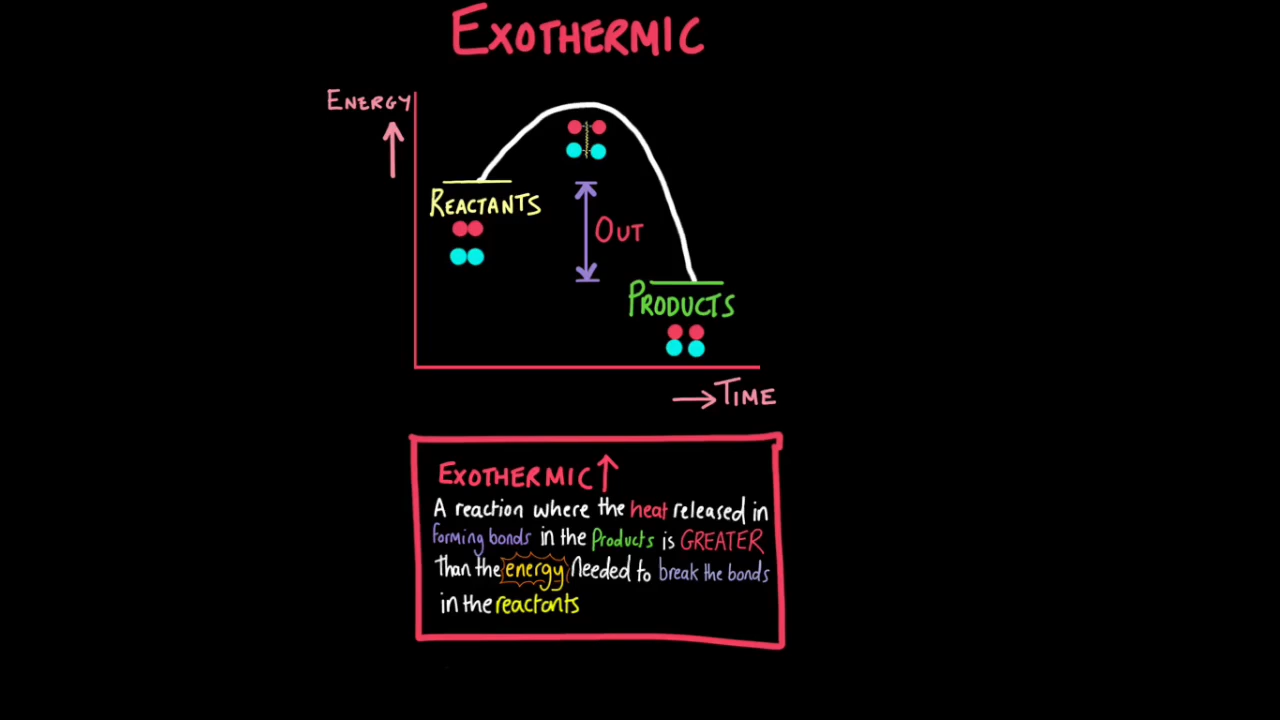 EXOTHERMIC
ENERGY
REACTANTS
OUT
PRODUCTS
TIME
EXOTHERMIC
A reaction where the heat released in
forming bonds in the Products is GREATER
than the energy Needed to break the bonds
in the reactants